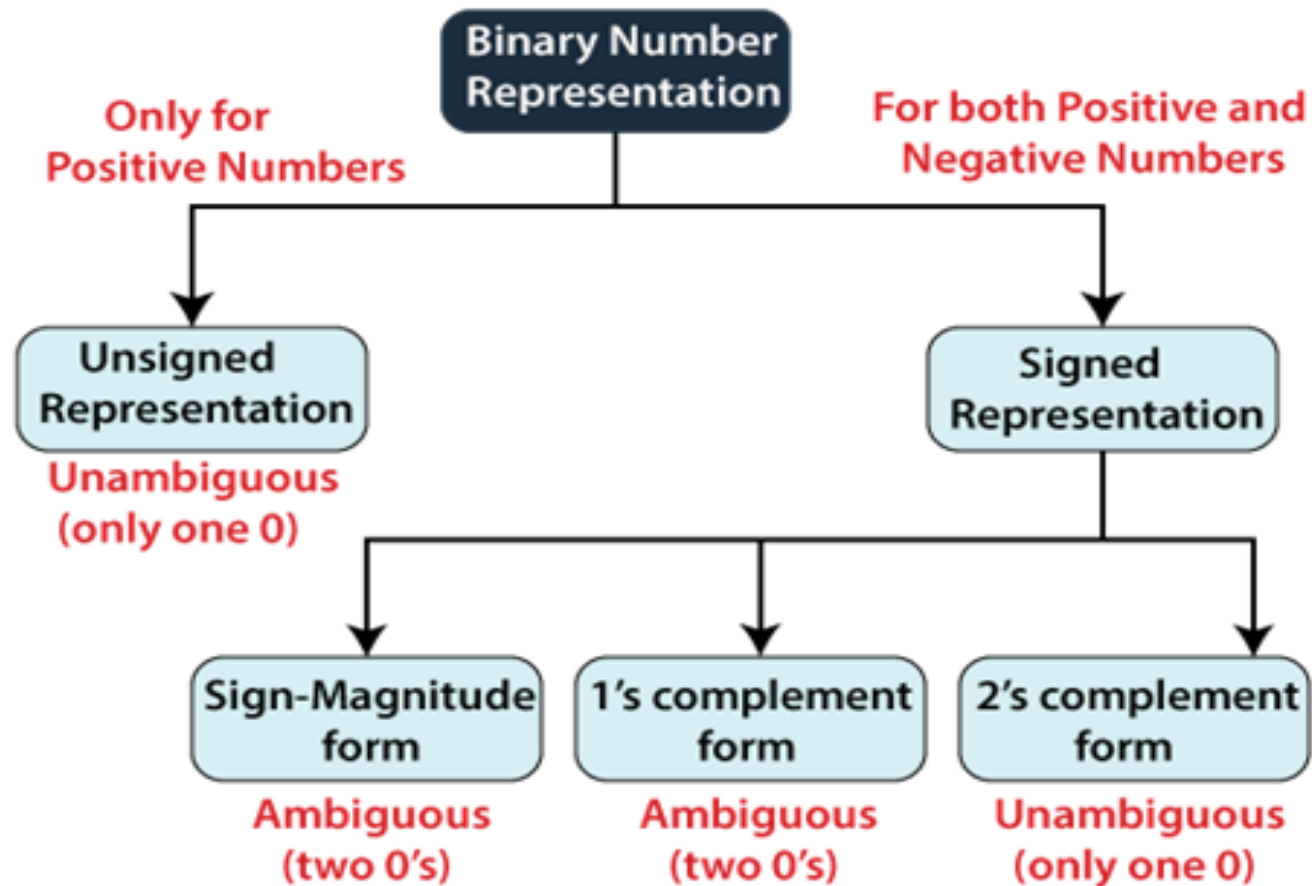 Binary Number
Representation
Only for
Positive Numbers
For both Positive and
Negative Numbers
Unsigned
Representation
Unambiguous
(only one 0)
Signed
Representation
Sign-Magnitude
form
Ambiguous
(two 0's)
1's complement
form
Ambiguous
(two 0's)
2's complement
form
Unambiguous
(only one 0)